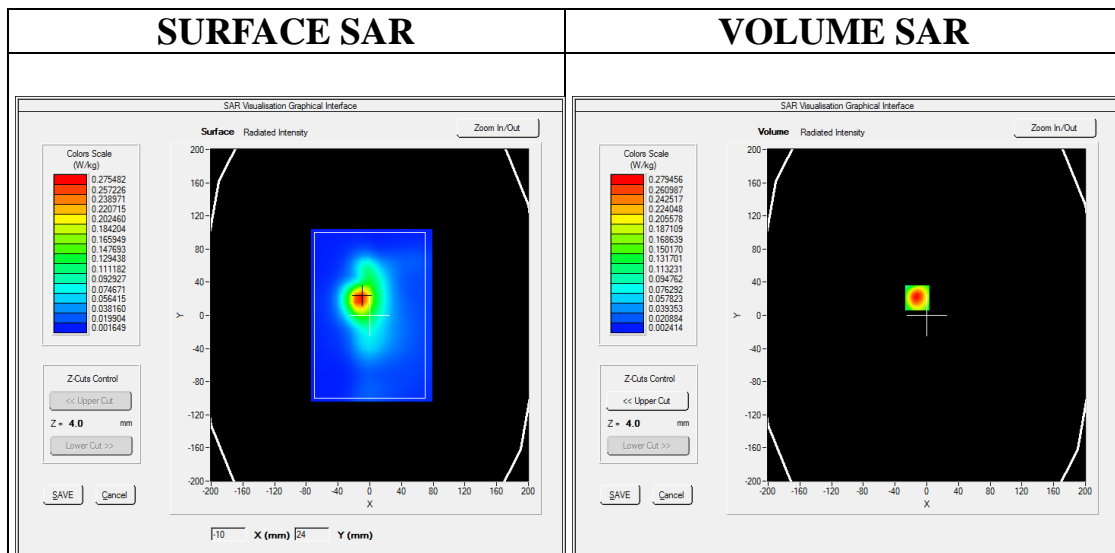 SURFACE SAR
VOLUME SAR
SAR Visualisation Graphical Interface
Surface Radiated Intensity
Zoom In/Out
Colors Scale
(W/kg)
0.275482
0.257226
0.238971
0.220715
0.202460
0.184204
0.165949
0.147693
0.129438
0.111182
0.092927
0.074671
0.056415
0.038160
0.019904
0.001649
Z-Cuts Control
<< Upper Cut
Z = 4.0 mm
Lower Cut >>
SAVE Cancel
200
160
120
80
40
0
-40
-80
-120
-160
-200
Y
-200 -160 -120 -80 -40 0 40 80 120 160 200
X
-10 X (mm) 24 Y (mm)
SAR Visualisation Graphical Interface
Volume Radiated Intensity
Zoom In/Out
Colors Scale
(W/kg)
0.279456
0.260987
0.242517
0.224048
0.205578
0.187109
0.168639
0.150170
0.131701
0.113231
0.094762
0.076292
0.057823
0.039353
0.020884
0.002414
Z-Cuts Control
<< Upper Cut
Z = 4.0 mm
Lower Cut >>
SAVE Cancel
200
160
120
80
40
0
-40
-80
-120
-160
-200
Y
-200 -160 -120 -80 -40 0 40 80 120 160 200
X